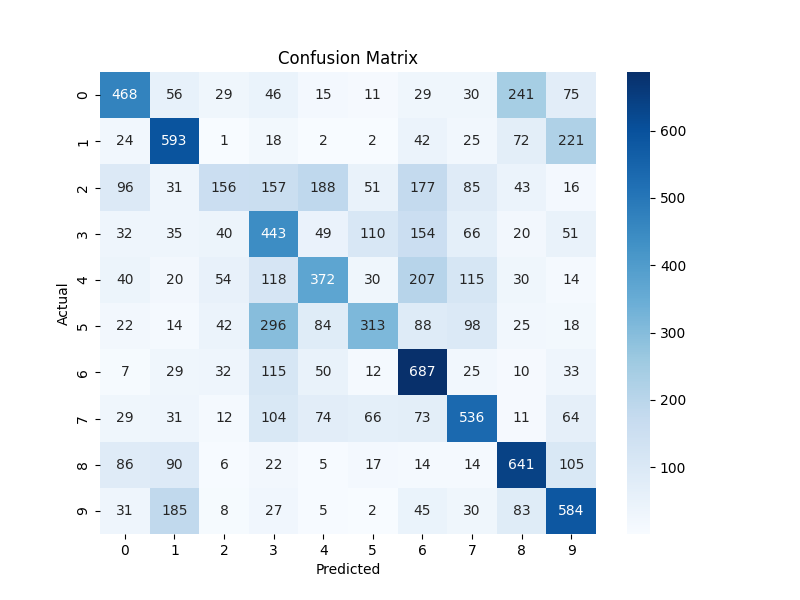 Confusion Matrix
0 468 56 29 46 15 11 29 30 241 75
1 24 593 1 18 2 2 42 25 72 221 600
2 96 31 156 157 188 51 177 85 43 16 500
3 32 35 40 443 49 110 154 66 20 51
400
4 40 20 54 118 372 30 207 115 30 14
Actual
5 22 14 42 296 84 313 88 98 25 18 300
6 7 29 32 115 50 12 687 25 10 33
200
7 29 31 12 104 74 66 73 536 11 64
8 86 90 6 22 5 17 14 14 641 105 100
9 31 185 8 27 5 2 45 30 83 584
0 1 2 3 4 5 6 7 8 9
Predicted